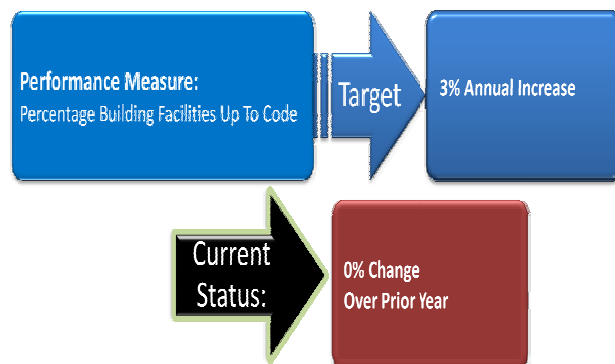 Performance Measure:
Percentage Building Facilities Up To Code
Target
3% Annual Increase
Current
Status:
0% Change
Over Prior Year